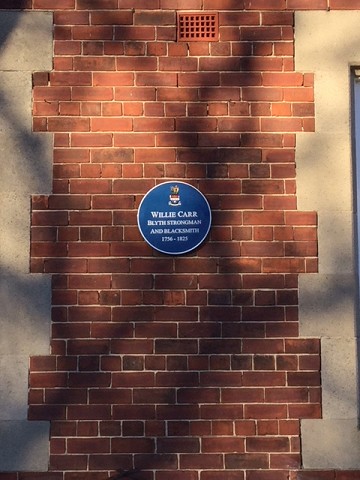 WILLIE CARR
BLYTH STRONGMAN
AND BLACKSMITH
1756 - 1825